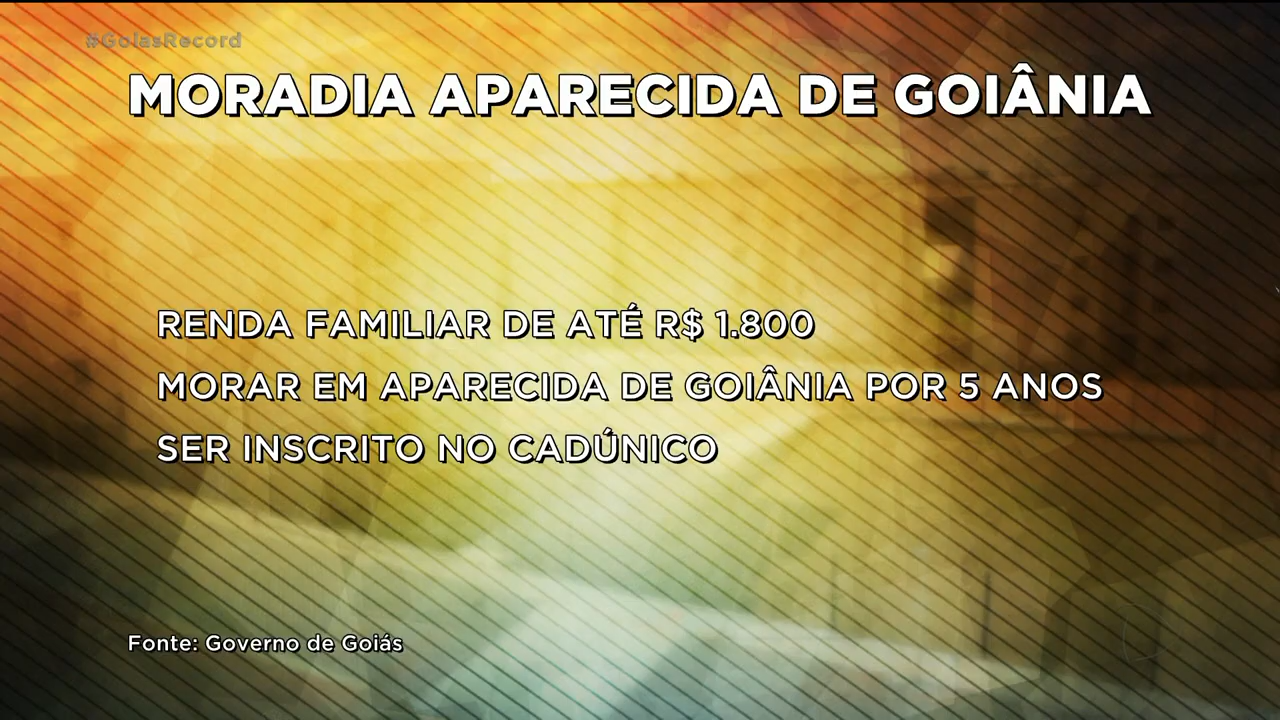 #GoiasRecord
MORADIA APARECIDA DE GOIÂNIA
RENDA FAMILIAR DE ATÉ R$ 1.800
MORAR EM APARECIDA DE GOIÂNIA POR 5 ANOS
SER INSCRITO NO CADÚNICO
Fonte: Governo de Goiás